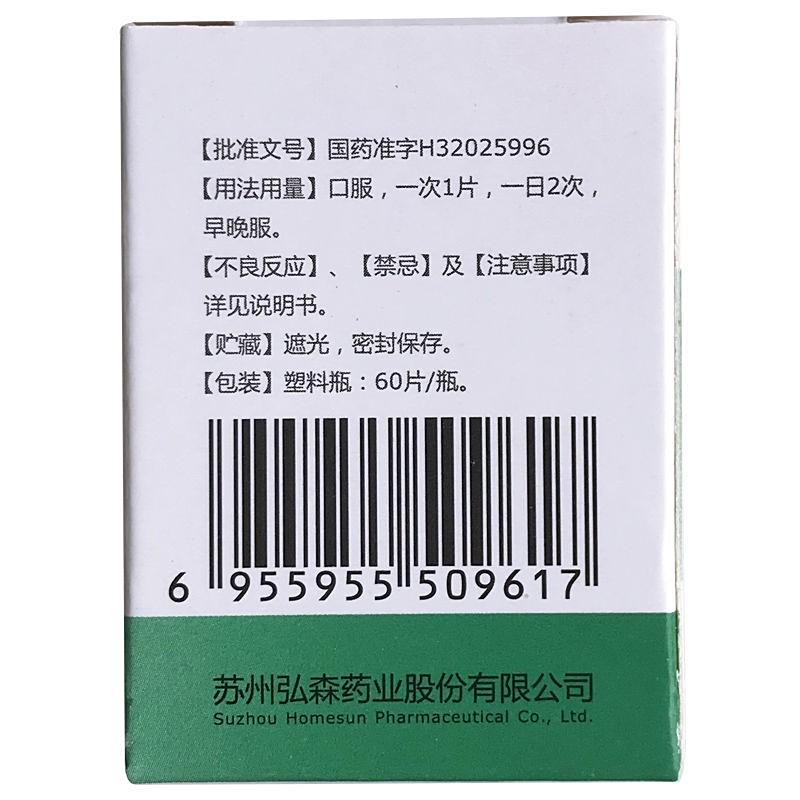 【批准文号】国药准字H32025996
【用法用量】口服，一次1片，一日2次，
早晚服。
【不良反应】、【禁忌】及【注意事项】
详见说明书。
【贮藏】遮光，密封保存。
【包装】塑料瓶：60片/瓶。
6 955955 509617
苏州弘森药业股份有限公司
Suzhou Homesun Pharmaceutical Co., Ltd.